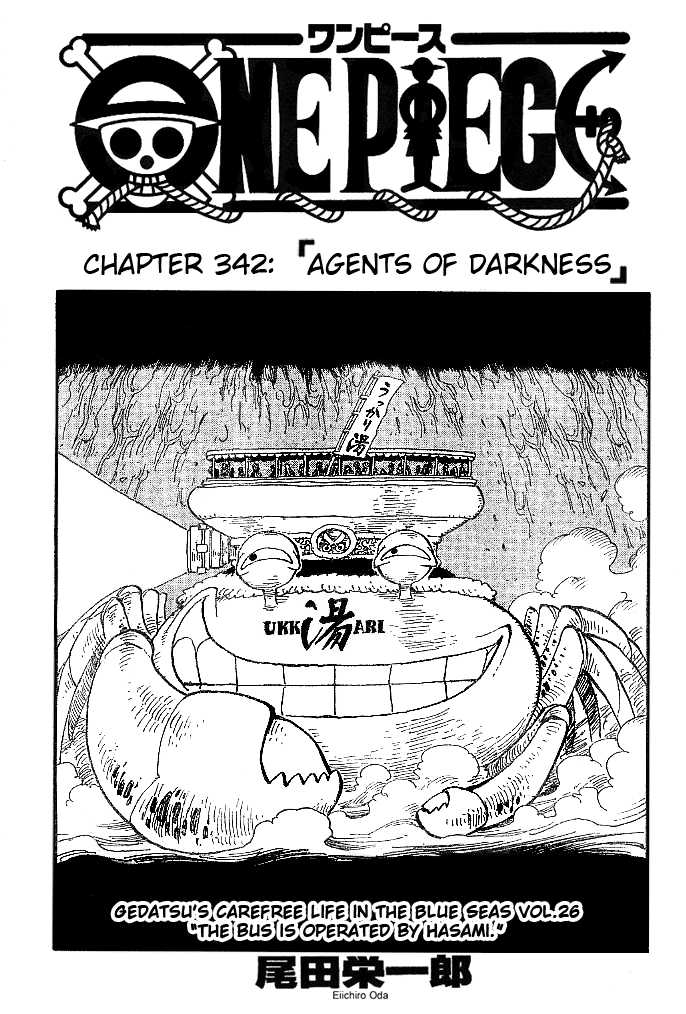 ワンピース
ONE PIECE
CHAPTER 342: 「AGENTS OF DARKNESS」
うっかり湯
UKK湯ARI
GEDATSU'S CAREFREE LIFE IN THE BLUE SEAS VOL.26
"THE BUS IS OPERATED BY HASAMI."
尾田栄一郎
Eiichiro Oda